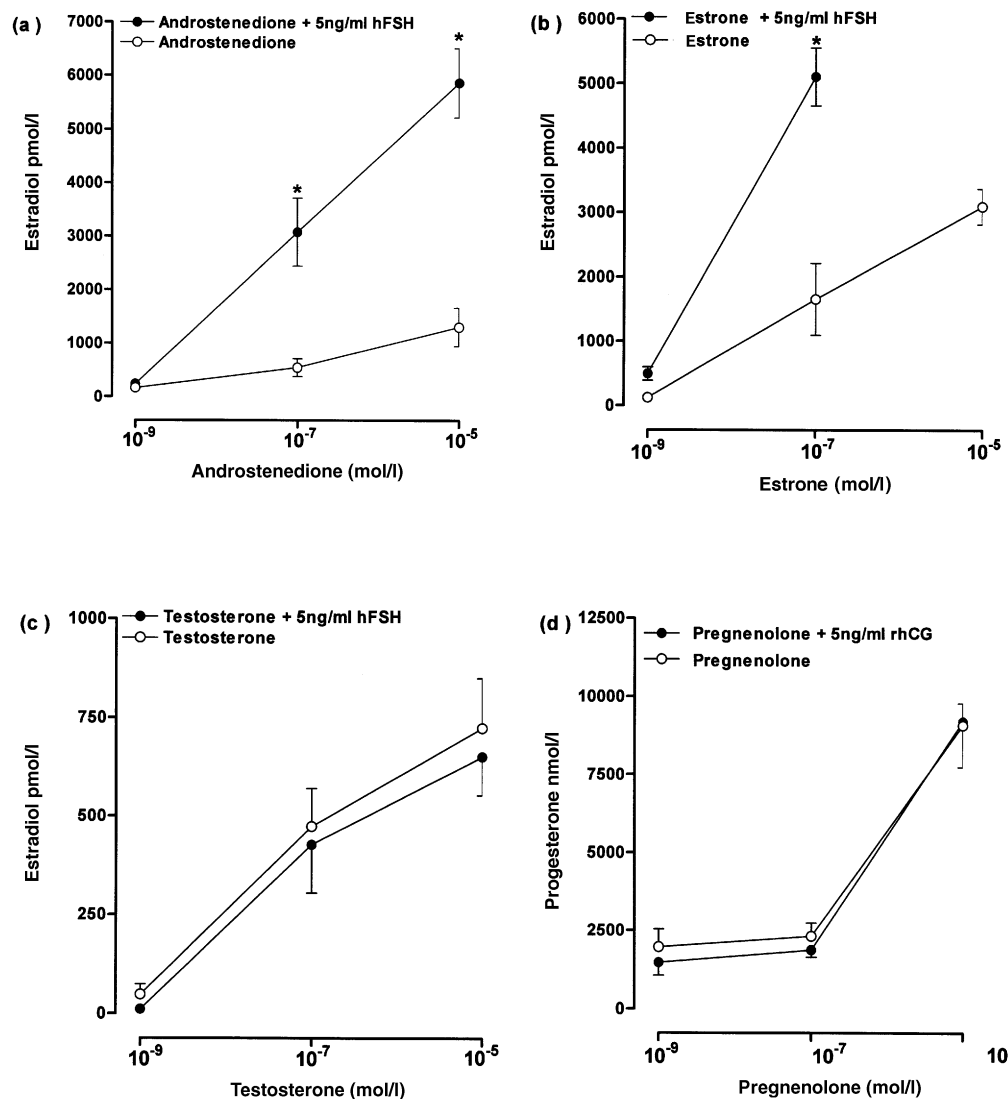 (a)
Androstenedione + 5ng/ml hFSH
Androstenedione
*
*
7000
6000
5000
4000
3000
2000
1000
0
Estradiol pmol/l
10-9
10-7
10-5
Androstenedione (mol/l)
(b)
Estrone + 5ng/ml hFSH
Estrone
*
6000
5000
4000
3000
2000
1000
0
Estradiol pmol/l
10-9
10-7
10-5
Estrone (mol/l)
(c)
Testosterone + 5ng/ml hFSH
Testosterone
1000
750
500
250
0
Estradiol pmol/l
10-9
10-7
10-5
Testosterone (mol/l)
(d)
Pregnenolone + 5ng/ml rhCG
Pregnenolone
12500
10000
7500
5000
2500
0
Progesterone nmol/l
10-9
10-7
10
Pregnenolone (mol/l)